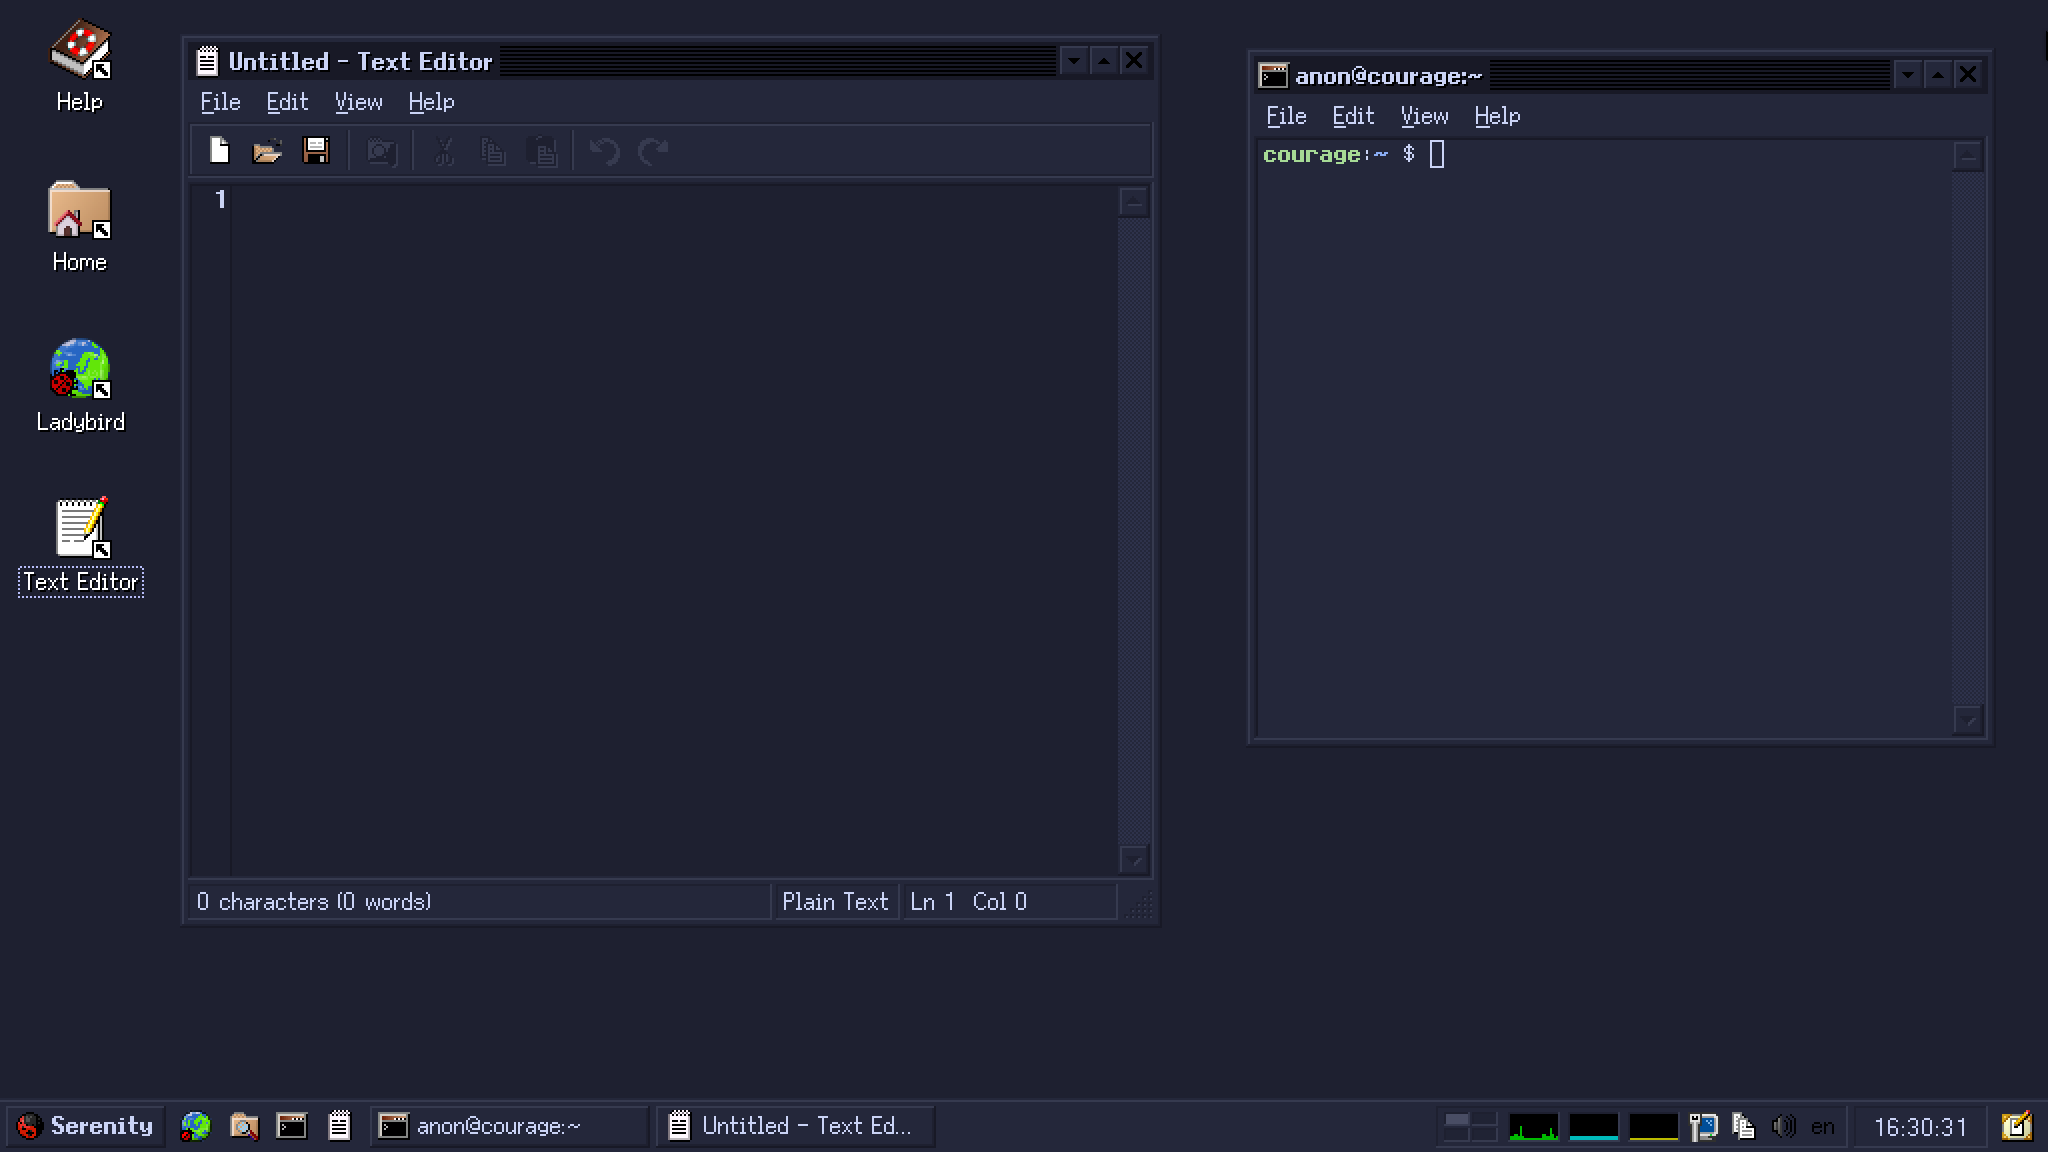 Help
Home
Ladybird
Text Editor
Untitled - Text Editor
File Edit View Help
1
0 characters (0 words)
Plain Text
Ln 1 Col 0
anon@courage:~
File Edit View Help
courage:~ $
Serenity
anon@courage:~
Untitled - Text Ed...
en
16:30:31